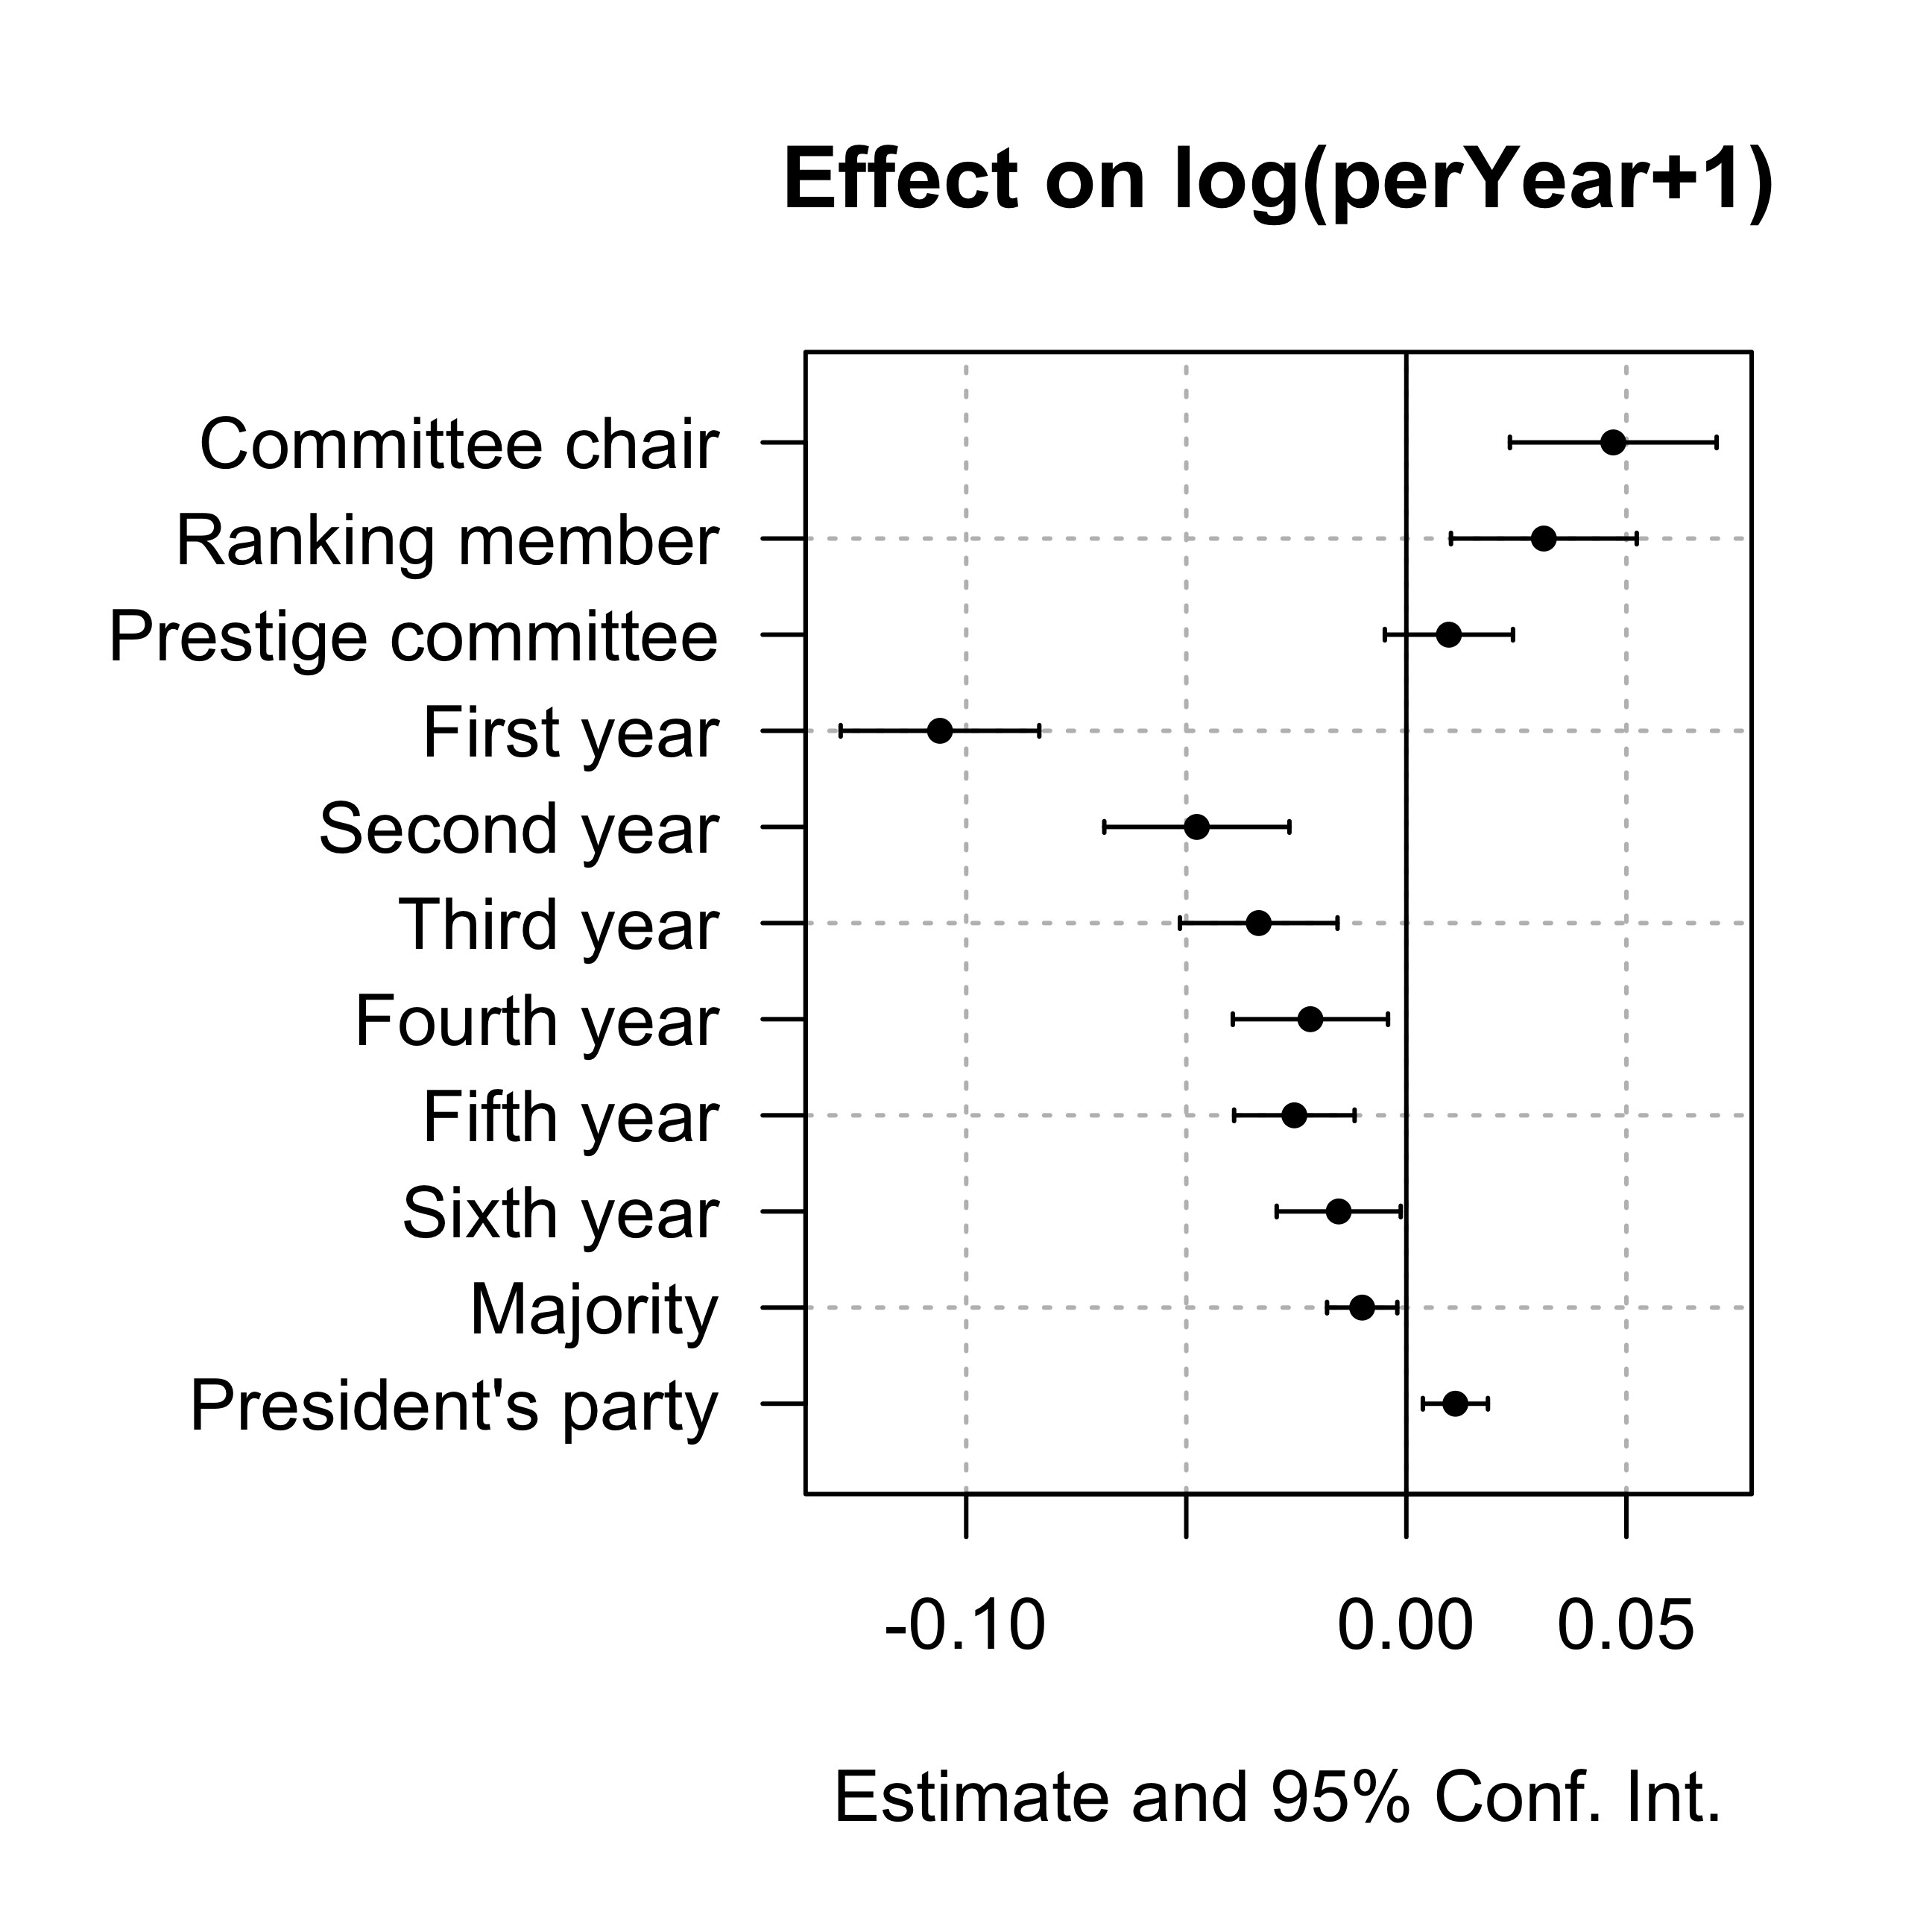 Effect on log(perYear+1)
Committee chair
Ranking member
Prestige committee
First year
Second year
Third year
Fourth year
Fifth year
Sixth year
Majority
President's party
-0.10 0.00 0.05
Estimate and 95% Conf. Int.